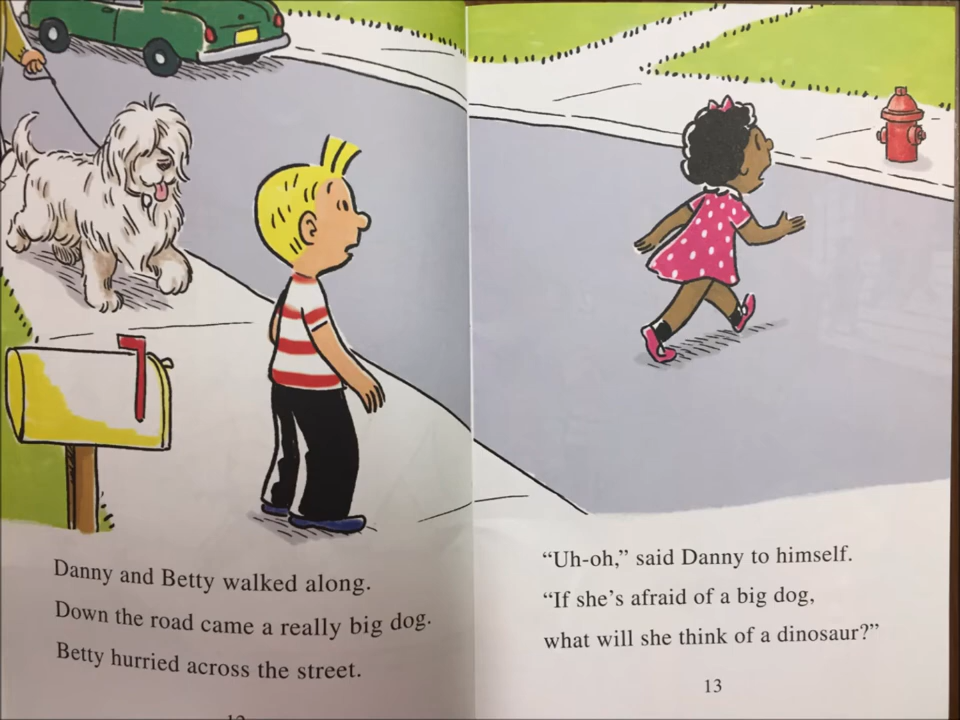 Danny and Betty walked along.
Down the road came a really big dog.
Betty hurried across the street.
12
“Uh-oh,” said Danny to himself.
“If she’s afraid of a big dog,
what will she think of a dinosaur?”
13